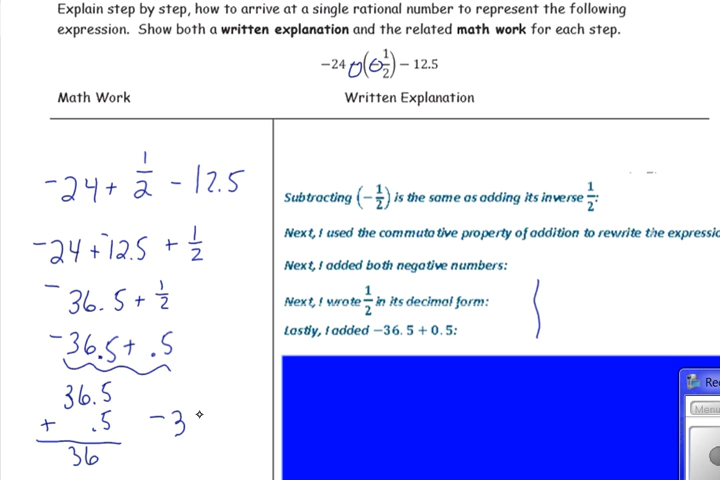 Explain step by step, how to arrive at a single rational number to represent the following
expression. Show both a written explanation and the related math work for each step.
−24 − (−1/2) − 12.5
Math Work
Written Explanation
-24 + 1/2 - 12.5
Subtracting (−1/2) is the same as adding its inverse 1/2:
-24 + -12.5 + 1/2
Next, I used the commutative property of addition to rewrite the expressio
Next, I added both negative numbers:
-36.5 + 1/2
Next, I wrote 1/2 in its decimal form:
-36.5 + .5
Lastly, I added −36.5 + 0.5:
36.5
+ .5
36
-3
Re
Menu